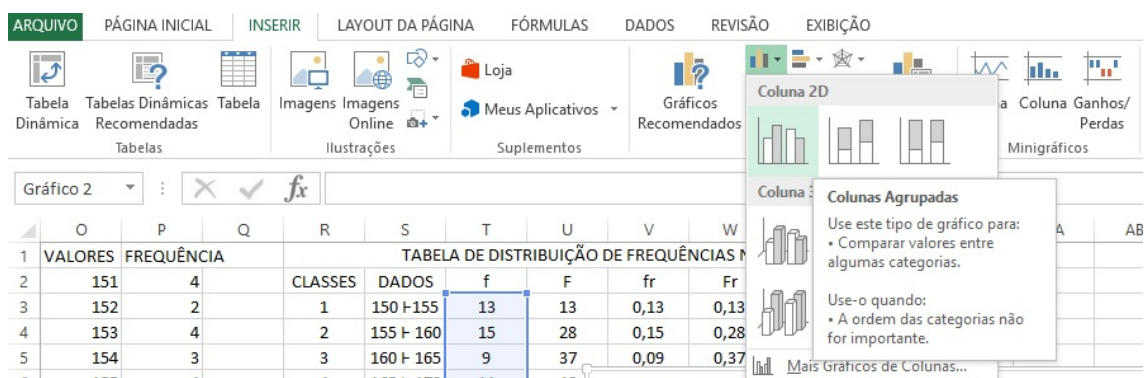 ARQUIVO PÁGINA INICIAL INSERIR LAYOUT DA PÁGINA FÓRMULAS DADOS REVISÃO EXIBIÇÃO
Tabela Dinâmica
Tabelas Dinâmicas Recomendadas
Tabela
Tabelas
Imagens
Imagens Online
Ilustrações
Loja
Meus Aplicativos
Suplementos
Gráficos Recomendados
Coluna
Ganhos/ Perdas
Minigráficos
Coluna 2D
Coluna
Colunas Agrupadas
Use este tipo de gráfico para:
• Comparar valores entre
algumas categorias.
Use-o quando:
• A ordem das categorias não
for importante.
Mais Gráficos de Colunas...
Gráfico 2 fx
O P Q R S T U V W AB
1 VALORES FREQUÊNCIA TABELA DE DISTRIBUIÇÃO DE FREQUÊNCIAS
2 151 4 CLASSES DADOS f F fr Fr
3 152 2 1 150 ⊦155 13 13 0,13 0,13
4 153 4 2 155 ⊦ 160 15 28 0,15 0,28
5 154 3 3 160 ⊦ 165 9 37 0,09 0,37